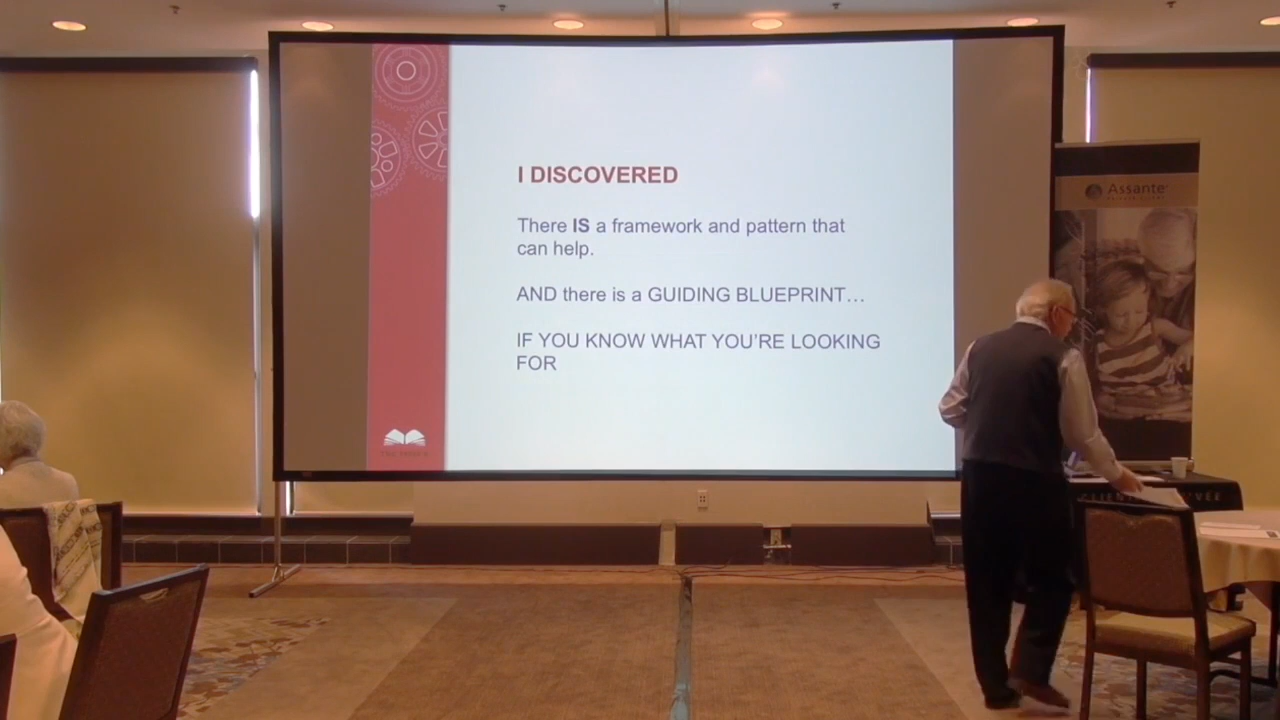 I DISCOVERED
There IS a framework and pattern that
can help.
AND there is a GUIDING BLUEPRINT…
IF YOU KNOW WHAT YOU'RE LOOKING
FOR
Assante